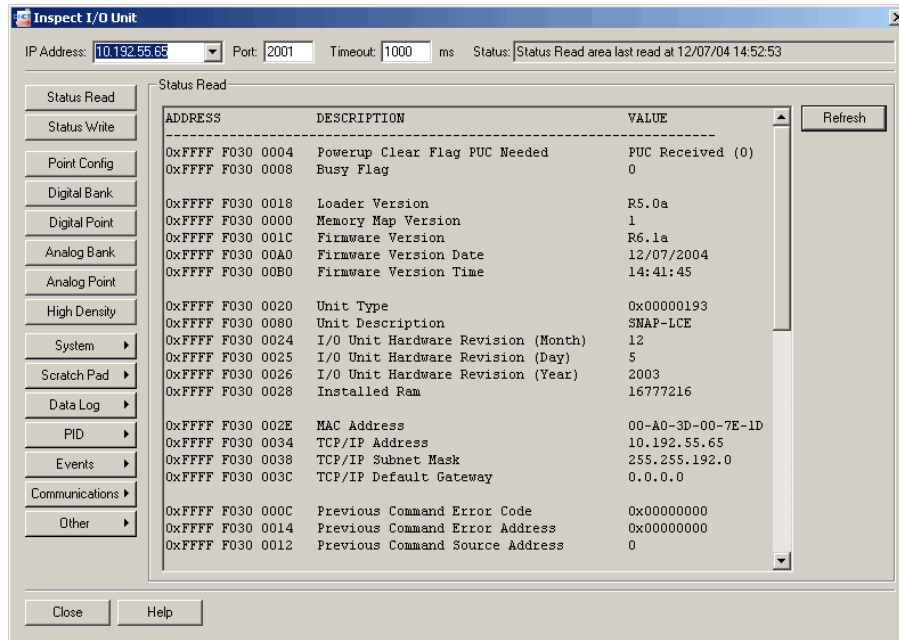 Inspect I/O Unit
IP Address: 10.192.55.65 Port: 2001 Timeout: 1000 ms Status: Status Read area last read at 12/07/04 14:52:53
Status Read
Status Write
Point Config
Digital Bank
Digital Point
Analog Bank
Analog Point
High Density
System
Scratch Pad
Data Log
PID
Events
Communications
Other
Status Read
ADDRESS DESCRIPTION VALUE
0xFFFF F030 0004 Powerup Clear Flag PUC Needed PUC Received (0)
0xFFFF F030 0008 Busy Flag 0
0xFFFF F030 0018 Loader Version R5.0a
0xFFFF F030 0000 Memory Map Version 1
0xFFFF F030 001C Firmware Version R6.1a
0xFFFF F030 00A0 Firmware Version Date 12/07/2004
0xFFFF F030 00B0 Firmware Version Time 14:41:45
0xFFFF F030 0020 Unit Type 0x00000193
0xFFFF F030 0080 Unit Description SNAP-LCE
0xFFFF F030 0024 I/O Unit Hardware Revision (Month) 12
0xFFFF F030 0025 I/O Unit Hardware Revision (Day) 5
0xFFFF F030 0026 I/O Unit Hardware Revision (Year) 2003
0xFFFF F030 0028 Installed Ram 16777216
0xFFFF F030 002E MAC Address 00-A0-3D-00-7E-1D
0xFFFF F030 0034 TCP/IP Address 10.192.55.65
0xFFFF F030 0038 TCP/IP Subnet Mask 255.255.192.0
0xFFFF F030 003C TCP/IP Default Gateway 0.0.0.0
0xFFFF F030 000C Previous Command Error Code 0x00000000
0xFFFF F030 0014 Previous Command Error Address 0x00000000
0xFFFF F030 0012 Previous Command Source Address 0
Refresh
Close Help